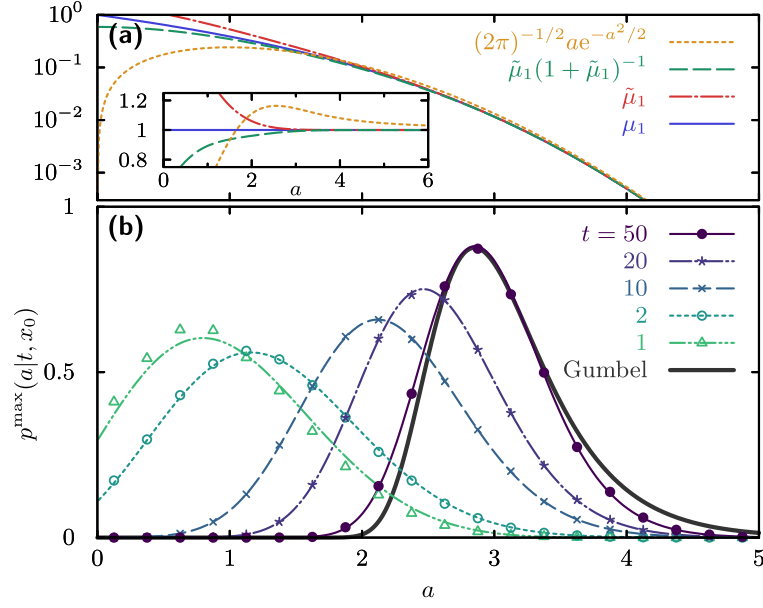 (a)
10^0
10^{-1}
10^{-2}
10^{-3}
(2π)^{-1/2}ae^{-a^2/2}
μ̃_1(1 + μ̃_1)^{-1}
μ̃_1
μ_1
1.2
1
0.8
0 2 4 6
a
(b)
1
0.5
0
p^{max}(a|t, x_0)
t = 50
20
10
2
1
Gumbel
0 1 2 3 4 5
a